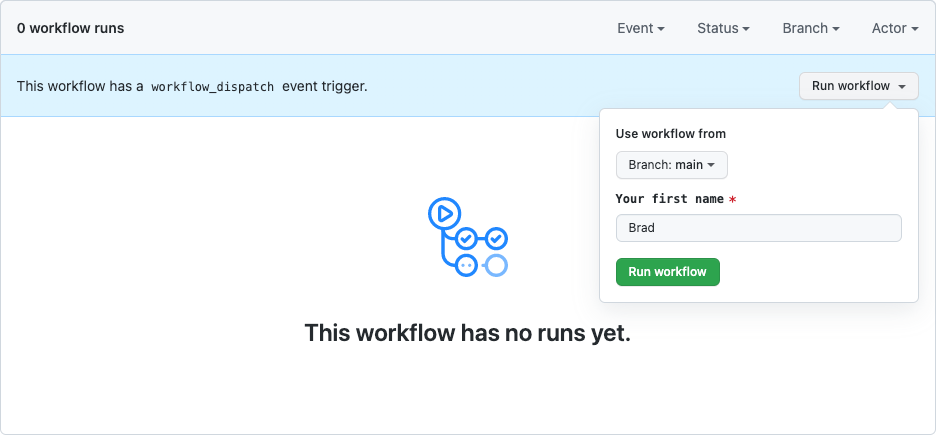 0 workflow runs Event Status Branch Actor
This workflow has a workflow_dispatch event trigger. Run workflow
Use workflow from
Branch: main
Your first name *
Brad
Run workflow
This workflow has no runs yet.